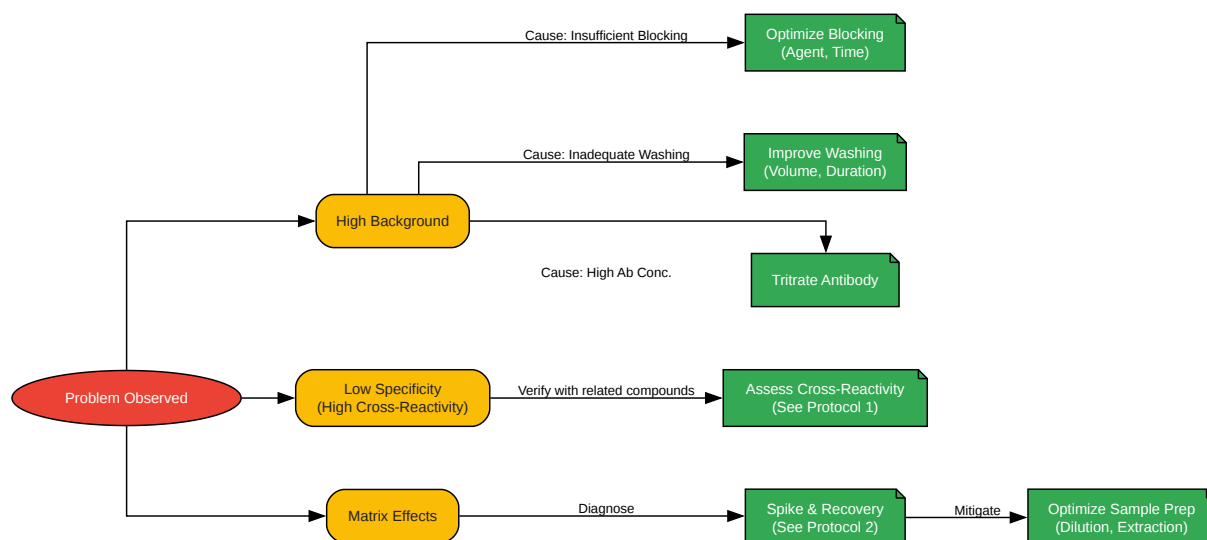 Cause: Insufficient Blocking
Optimize Blocking
(Agent, Time)
Cause: Inadequate Washing
Improve Washing
(Volume, Duration)
High Background
Cause: High Ab Conc.
Tritrate Antibody
Problem Observed
Low Specificity
(High Cross-Reactivity)
Verify with related compounds
Assess Cross-Reactivity
(See Protocol 1)
Matrix Effects
Diagnose
Spike & Recovery
(See Protocol 2)
Mitigate
Optimize Sample Prep
(Dilution, Extraction)